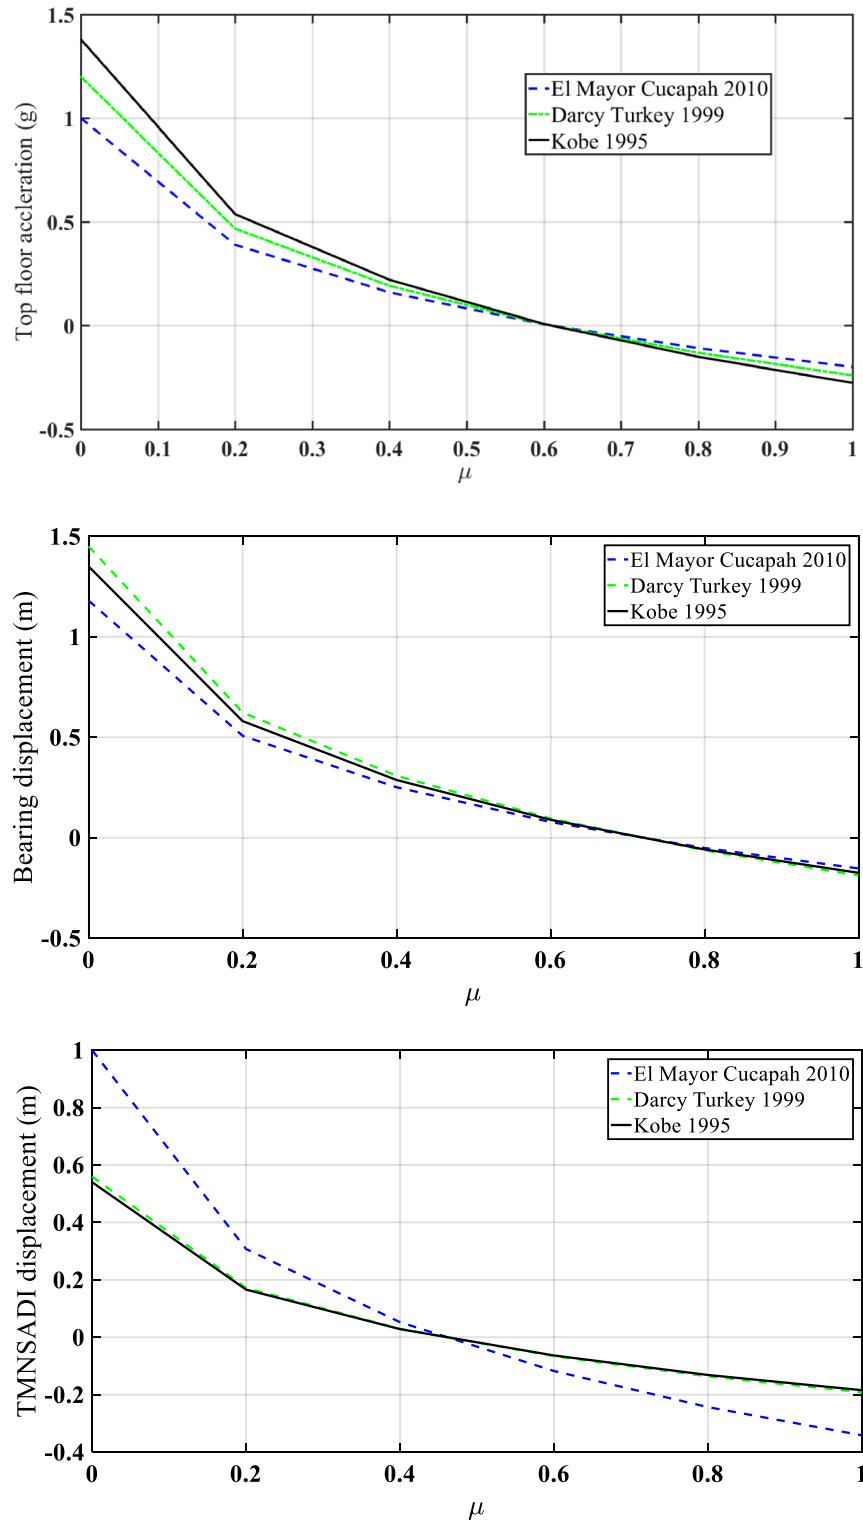 1.5
1
0.5
0
-0.5
Top floor accleration (g)
El Mayor Cucapah 2010
Darcy Turkey 1999
Kobe 1995
0 0.1 0.2 0.3 0.4 0.5 0.6 0.7 0.8 0.9 1
μ
1.5
1
0.5
0
-0.5
Bearing displacement (m)
El Mayor Cucapah 2010
Darcy Turkey 1999
Kobe 1995
0 0.2 0.4 0.6 0.8 1
μ
1
0.8
0.6
0.4
0.2
0
-0.2
-0.4
TMNSADI displacement (m)
El Mayor Cucapah 2010
Darcy Turkey 1999
Kobe 1995
0 0.2 0.4 0.6 0.8 1
μ